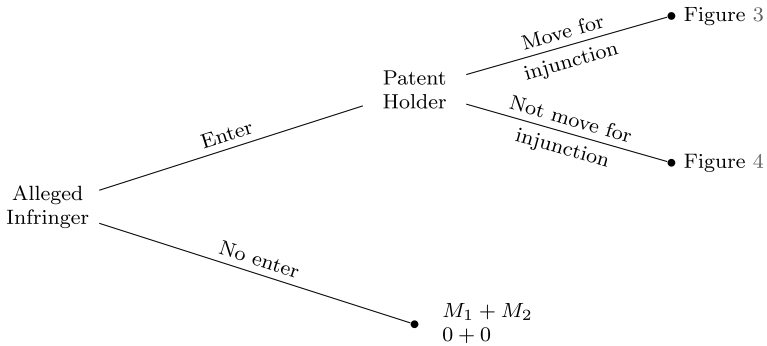 Move for
injunction
Figure 3
Patent
Holder
Not move for
injunction
Figure 4
Enter
Alleged
Infringer
No enter
M₁ + M₂
0 + 0